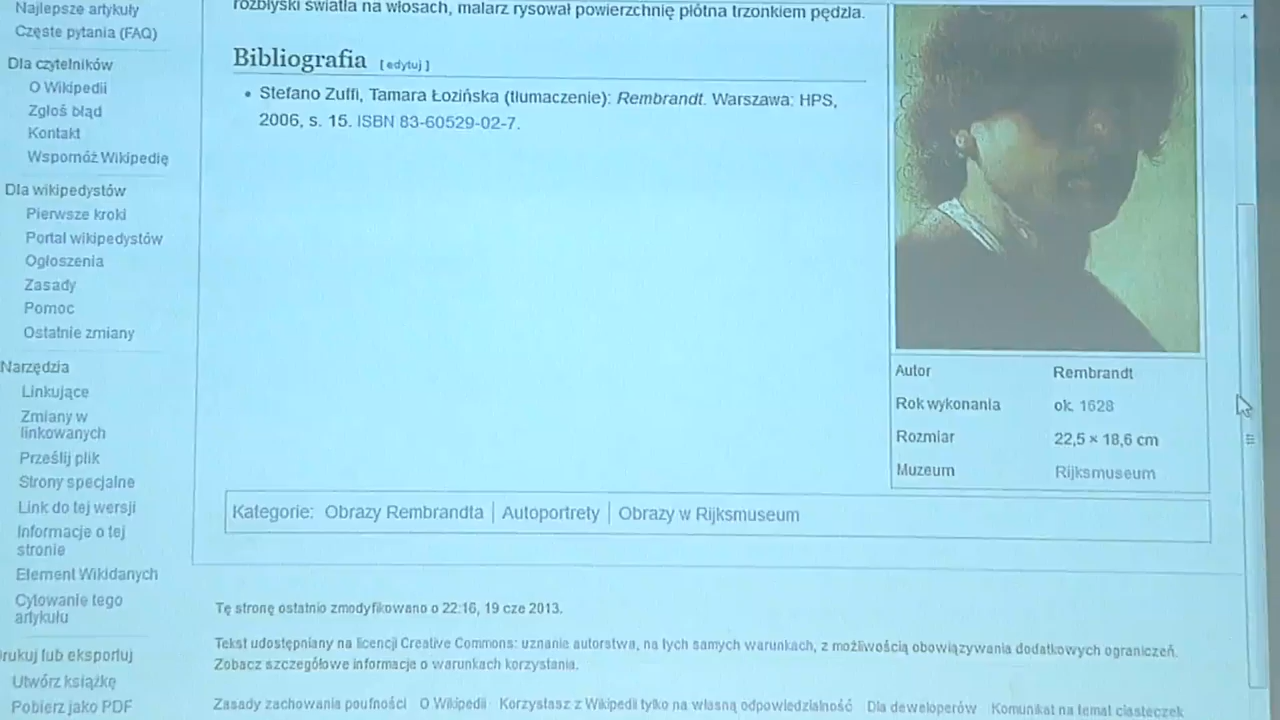 Najlepsze artykuły
Częste pytania (FAQ)
Dla czytelników
O Wikipedii
Zgłoś błąd
Kontakt
Wspomóż Wikipedię
Dla wikipedystów
Pierwsze kroki
Portal wikipedystów
Ogłoszenia
Zasady
Pomoc
Ostatnie zmiany
Narzędzia
Linkujące
Zmiany w
linkowanych
Prześlij plik
Strony specjalne
Link do tej wersji
Informacje o tej
stronie
Element Wikidanych
Cytowanie tego
artykułu
rukuj lub eksportuj
Utwórz książkę
Pobierz jako PDF
rozbłyski światła na włosach, malarz rysował powierzchnię płótna trzonkiem pędzla.
Bibliografia [ edytuj ]
• Stefano Zuffi, Tamara Łozińska (tłumaczenie): Rembrandt. Warszawa: HPS,
2006, s. 15. ISBN 83-60529-02-7.
Autor Rembrandt
Rok wykonania ok. 1628
Rozmiar 22,5 × 18,6 cm
Muzeum Rijksmuseum
Kategorie: Obrazy Rembrandta | Autoportrety | Obrazy w Rijksmuseum
Tę stronę ostatnio zmodyfikowano o 22:16, 19 cze 2013.
Tekst udostępniany na licencji Creative Commons: uznanie autorstwa, na tych samych warunkach, z możliwością obowiązywania dodatkowych ograniczeń.
Zobacz szczegółowe informacje o warunkach korzystania.
Zasady zachowania poufności O Wikipedii Korzystasz z Wikipedii tylko na własną odpowiedzialność Dla deweloperów Komunikat na temat ciasteczek